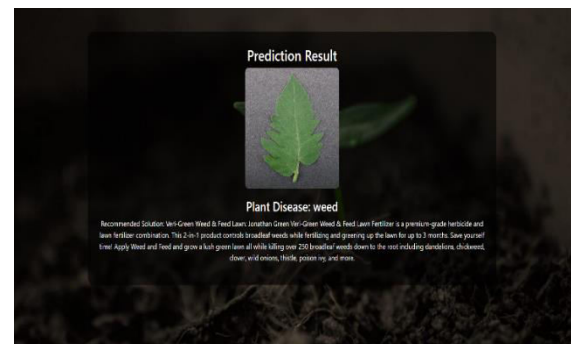 Prediction Result
Plant Disease: weed
Recommended Solution: Veri-Green Weed & Feed Lawn: Jonathan Green Veri-Green Weed & Feed Lawn Fertilizer is a premium-grade herbicide and
lawn fertilizer combination. This 2-in-1 product controls broadleaf weeds while fertilizing and greening up the lawn for up to 3 months. Save yourself
time! Apply Weed and Feed and grow a lush green lawn all while killing over 250 broadleaf weeds down to the root including dandelions, chickweed,
clover, wild onions, thistle, poison ivy, and more.